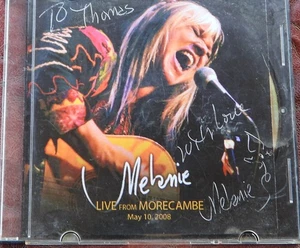 To Thomas
With Love
Melanie
Melanie
LIVE FROM MORECAMBE
May 10, 2008